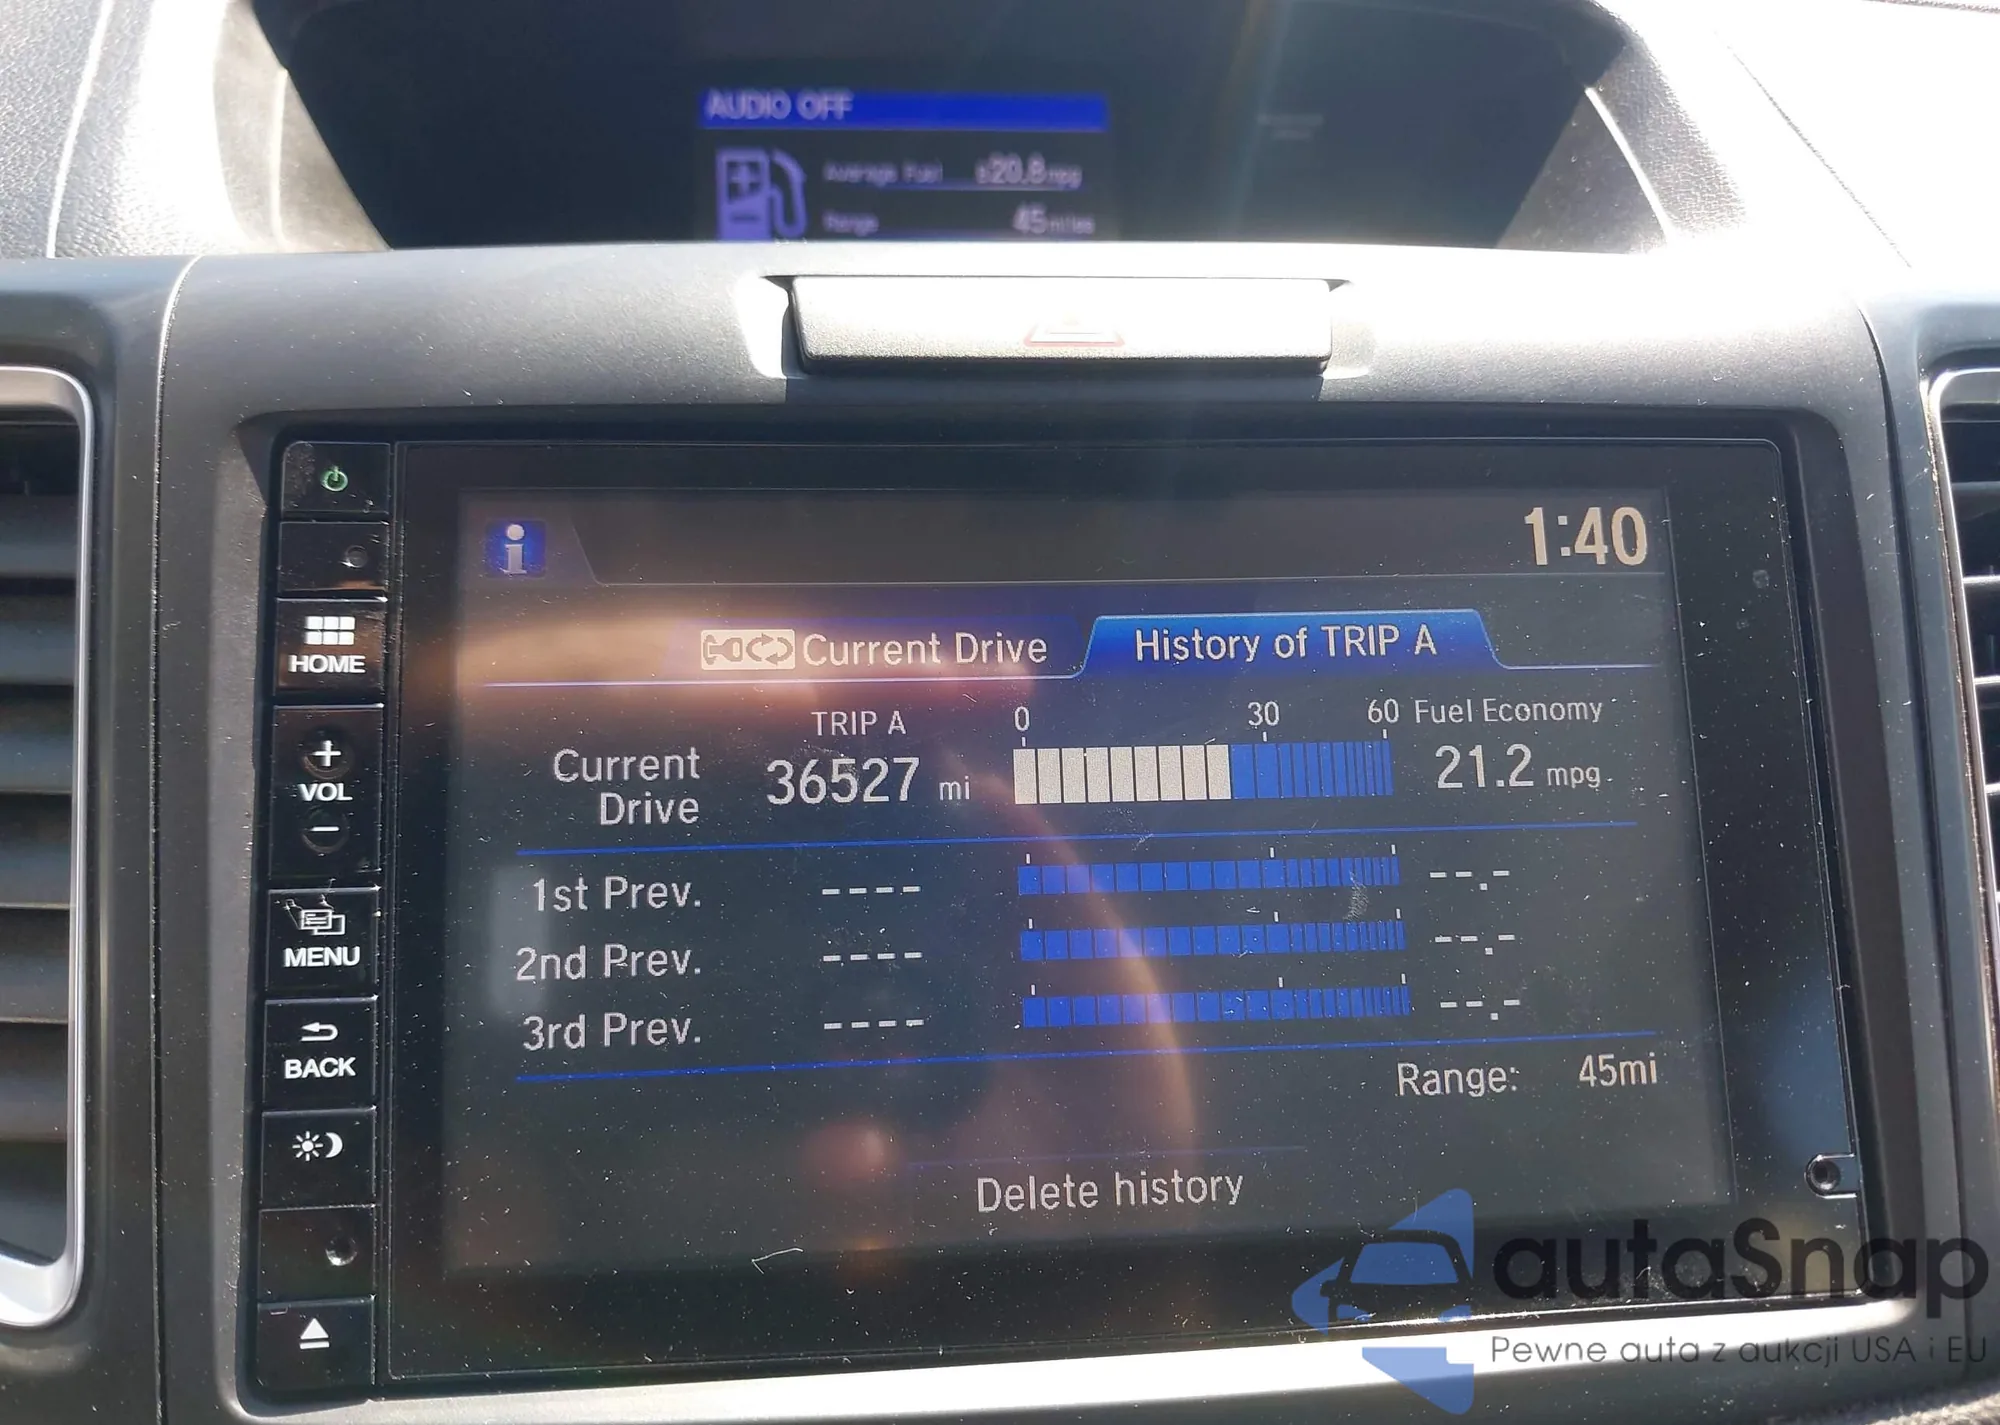 AUDIO OFF
Average Fuel 20.8 mpg
Range 45 miles
1:40
HOME
Current Drive
History of TRIP A
TRIP A 0 30 60 Fuel Economy
Current Drive 36527 mi 21.2 mpg
+
VOL
−
1st Prev. ---- --.-
MENU
2nd Prev. ---- --.-
3rd Prev. ---- --.-
BACK
Range: 45mi
Delete history
autaSnap
Pewne auta z aukcji USA i EU